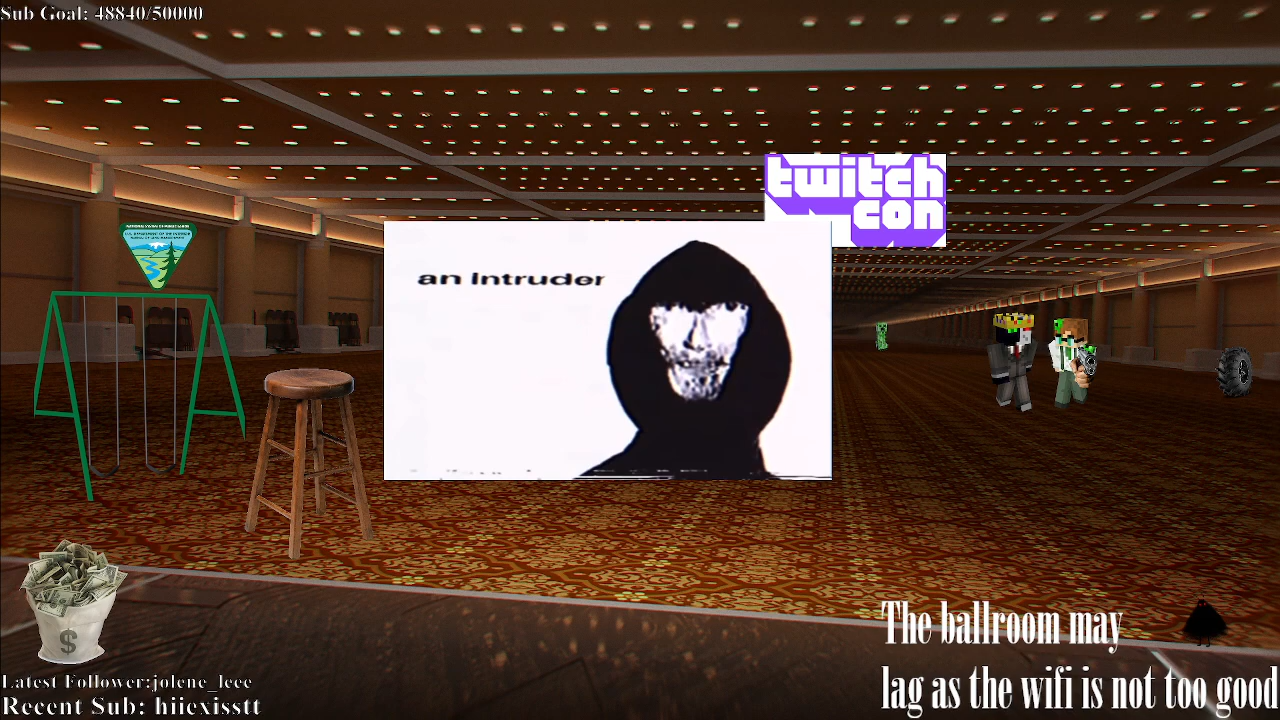 Sub Goal: 48840/50000
twitch
con
an intruder
The ballroom may
lag as the wifi is not too good
Latest Follower:jolene_leee
Recent Sub: hiiexisstt